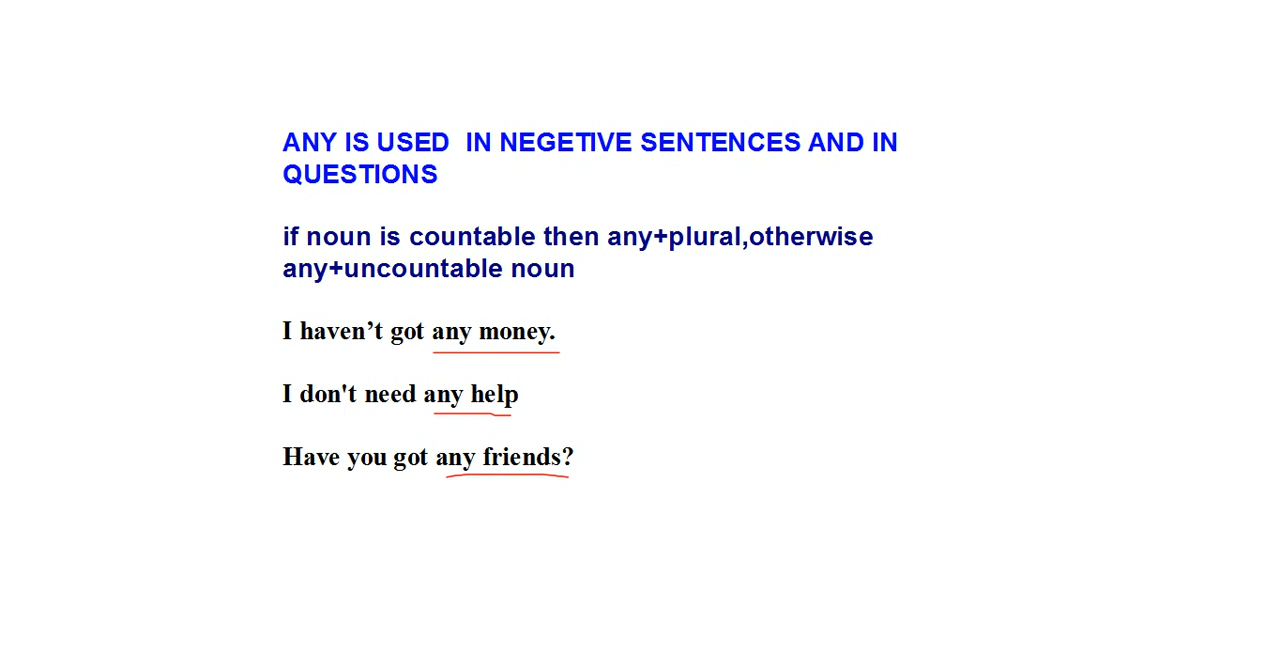 ANY IS USED  IN NEGETIVE SENTENCES AND IN
QUESTIONS
if noun is countable then any+plural,otherwise
any+uncountable noun
I haven’t got any money.
I don't need any help
Have you got any friends?